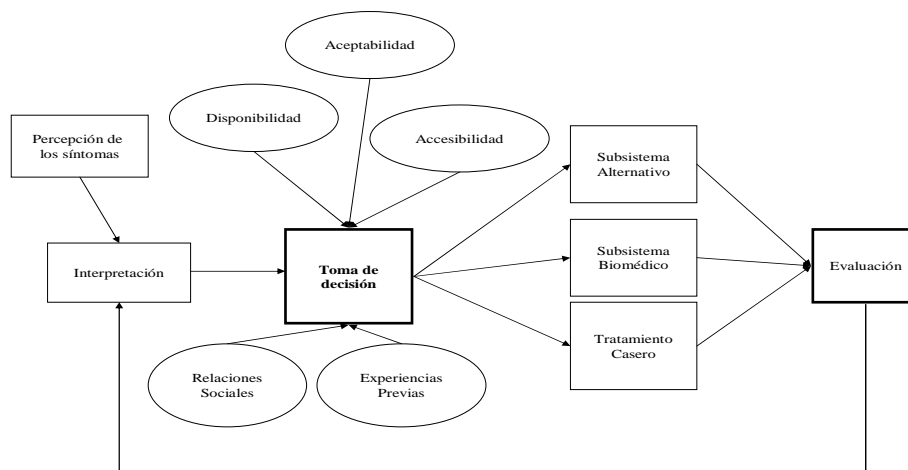 Aceptabilidad
Disponibilidad
Accesibilidad
Percepción de
los síntomas
Subsistema
Alternativo
Interpretación
Toma de
decisión
Subsistema
Biomédico
Evaluación
Tratamiento
Casero
Relaciones
Sociales
Experiencias
Previas